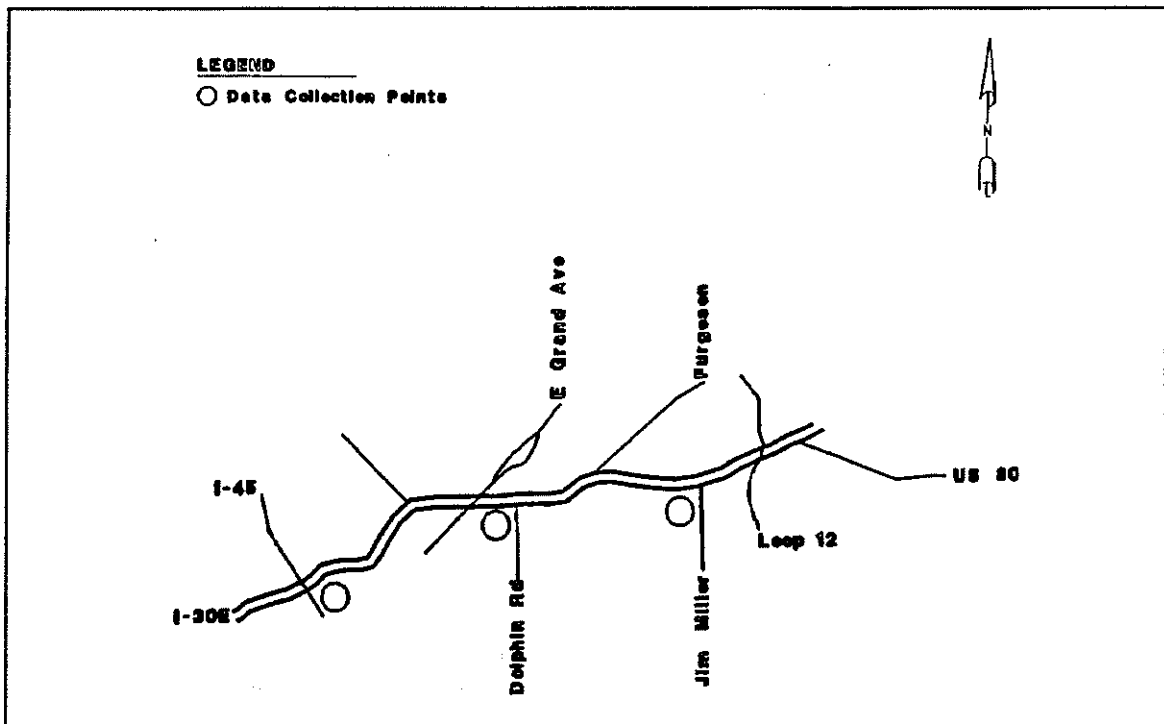 LEGEND
Data Collection Points
N
E Grand Ave
Furgeson
I-45
US 80
Loop 12
I-30E
Dolphin Rd
Jim Miller